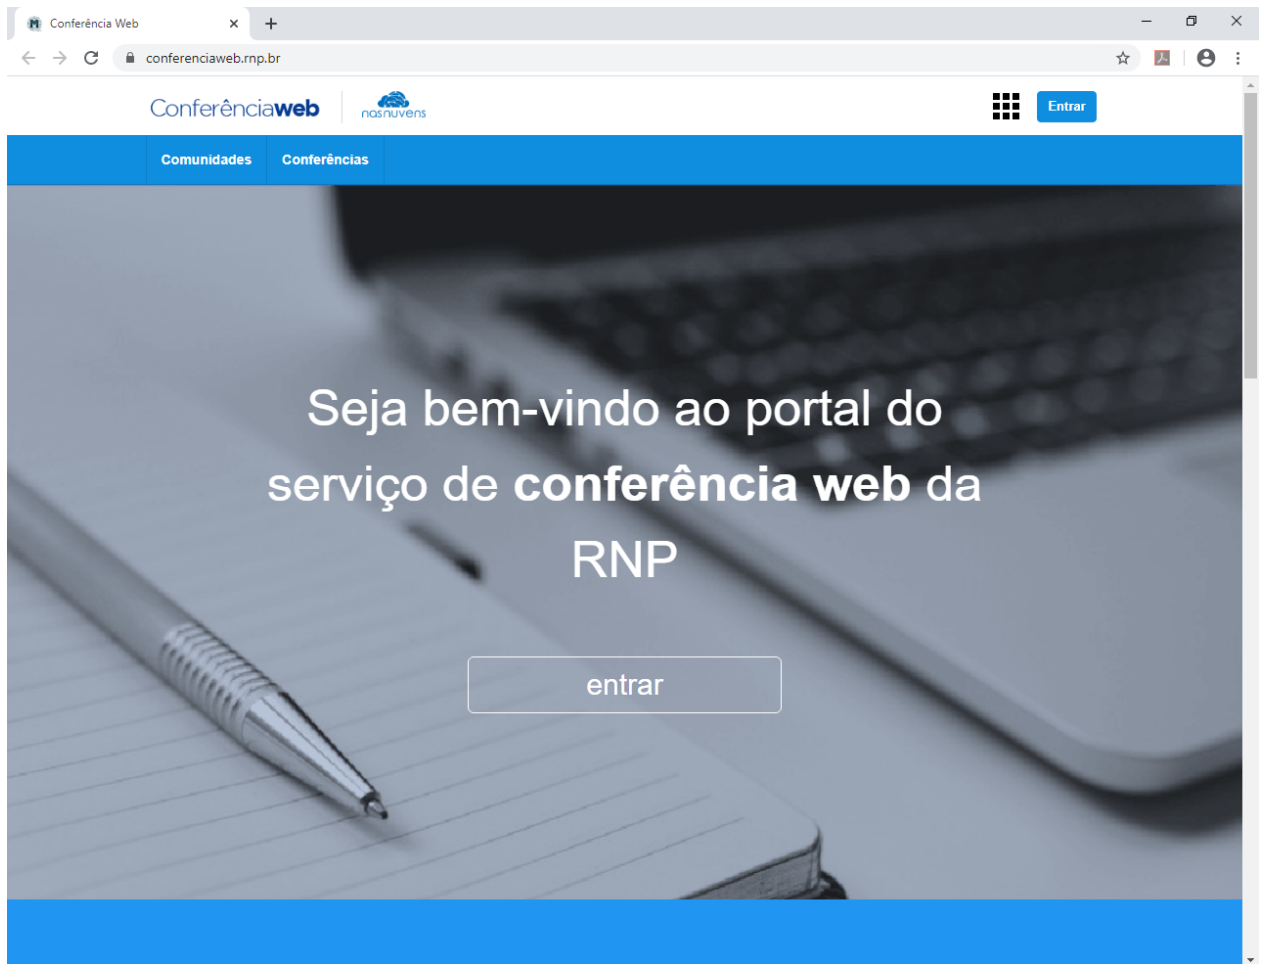 Conferência Web
conferenciaweb.rnp.br
Conferênciaweb
nasnuvens
Entrar
Comunidades
Conferências
Seja bem-vindo ao portal do
serviço de conferência web da
RNP
entrar